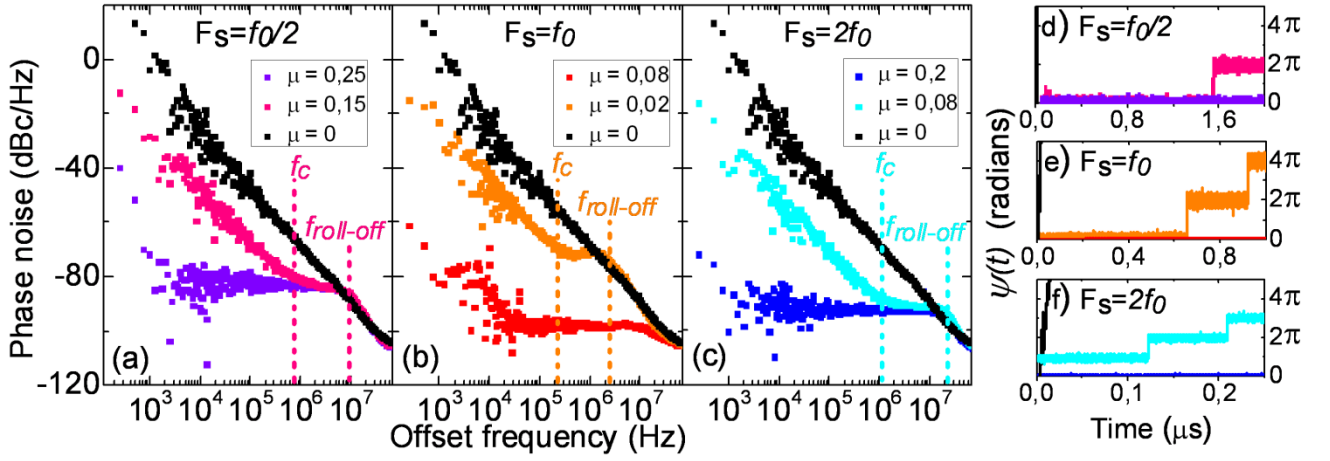 Phase noise (dBc/Hz)
0
-40
-80
-120
Fs=f0/2
μ = 0,25
μ = 0,15
μ = 0
fc
froll-off
(a)
10³ 10⁴ 10⁵ 10⁶ 10⁷
Fs=f0
μ = 0,08
μ = 0,02
μ = 0
fc
froll-off
(b)
10³ 10⁴ 10⁵ 10⁶ 10⁷
Fs=2f0
μ = 0,2
μ = 0,08
μ = 0
fc
froll-off
(c)
10³ 10⁴ 10⁵ 10⁶ 10⁷
Offset frequency (Hz)
d) Fs=f0/2
4π
2π
0
0,0 0,8 1,6
e) Fs=f0
4π
2π
0
0,0 0,4 0,8
f) Fs=2f0
4π
2π
0
0,0 0,1 0,2
ψ(t) (radians)
Time (μs)